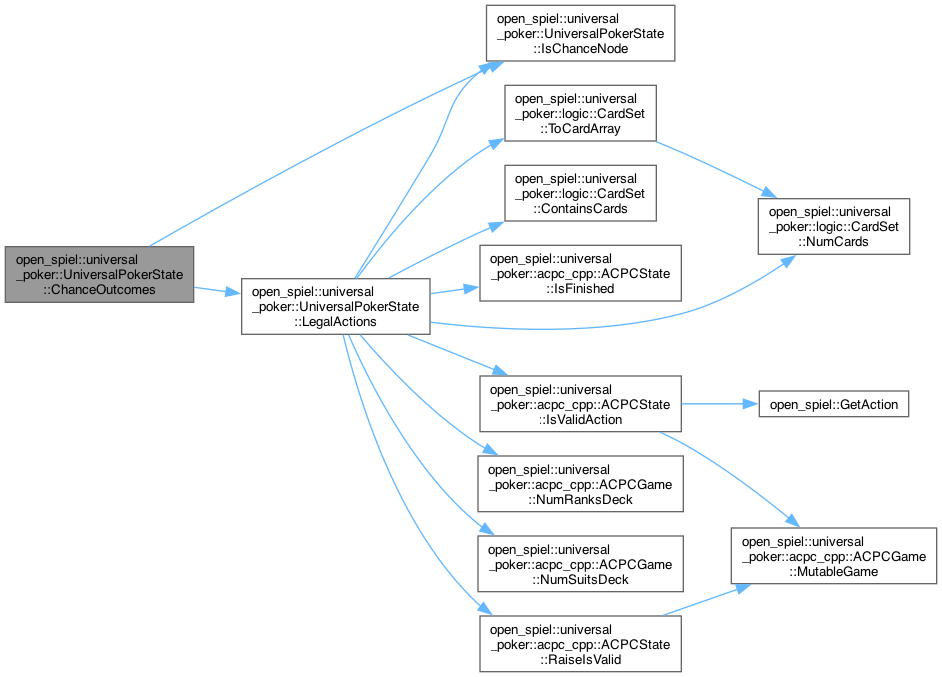 open_spiel::universal
_poker::UniversalPokerState
::ChanceOutcomes
open_spiel::universal
_poker::UniversalPokerState
::LegalActions
open_spiel::universal
_poker::UniversalPokerState
::IsChanceNode
open_spiel::universal
_poker::logic::CardSet
::ToCardArray
open_spiel::universal
_poker::logic::CardSet
::ContainsCards
open_spiel::universal
_poker::acpc_cpp::ACPCState
::IsFinished
open_spiel::universal
_poker::acpc_cpp::ACPCState
::IsValidAction
open_spiel::universal
_poker::acpc_cpp::ACPCGame
::NumRanksDeck
open_spiel::universal
_poker::acpc_cpp::ACPCGame
::NumSuitsDeck
open_spiel::universal
_poker::acpc_cpp::ACPCState
::RaiseIsValid
open_spiel::universal
_poker::logic::CardSet
::NumCards
open_spiel::GetAction
open_spiel::universal
_poker::acpc_cpp::ACPCGame
::MutableGame